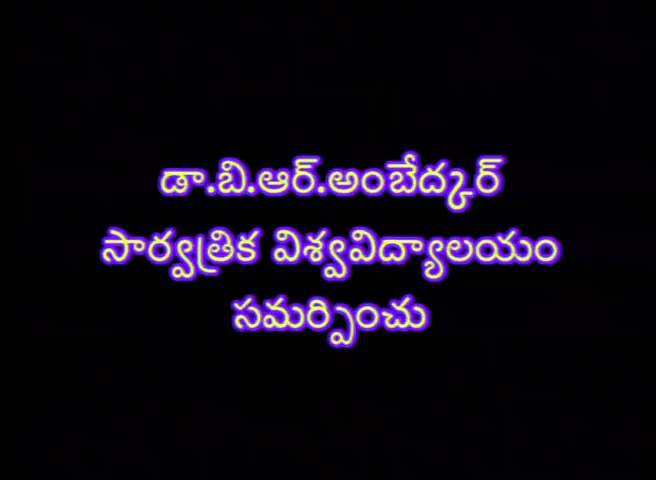 డా.బి.ఆర్.అంబేద్కర్
సార్వత్రిక విశ్వవిద్యాలయం
సమర్పించు